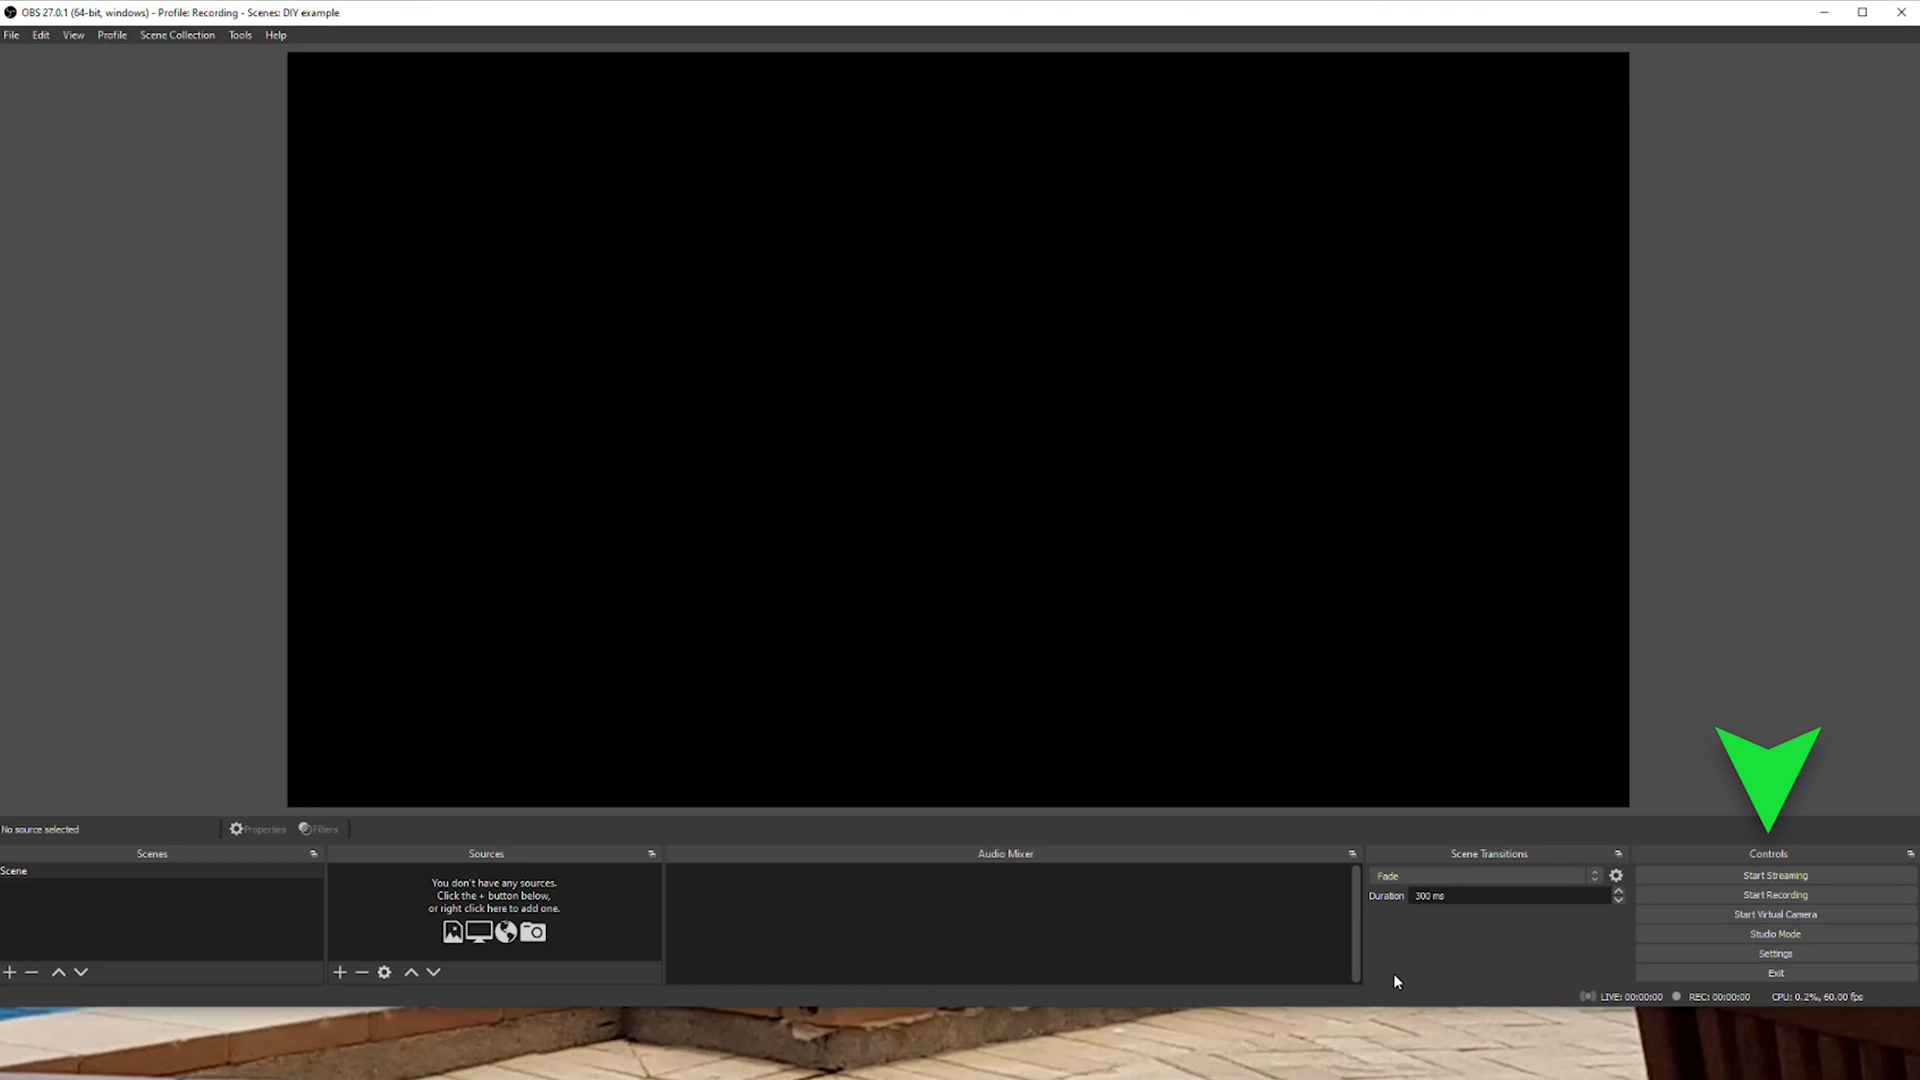 OBS 27.0.1 (64-bit, windows) - Profile: Recording - Scenes: DIY example
File Edit View Profile Scene Collection Tools Help
No source selected
Properties
Filters
Scenes
Scene
Sources
You don't have any sources.
Click the + button below,
or right click here to add one.
Audio Mixer
Scene Transitions
Fade
Duration 300 ms
Controls
Start Streaming
Start Recording
Start Virtual Camera
Studio Mode
Settings
Exit
LIVE: 00:00:00 REC: 00:00:00 CPU: 0.2%, 60.00 fps